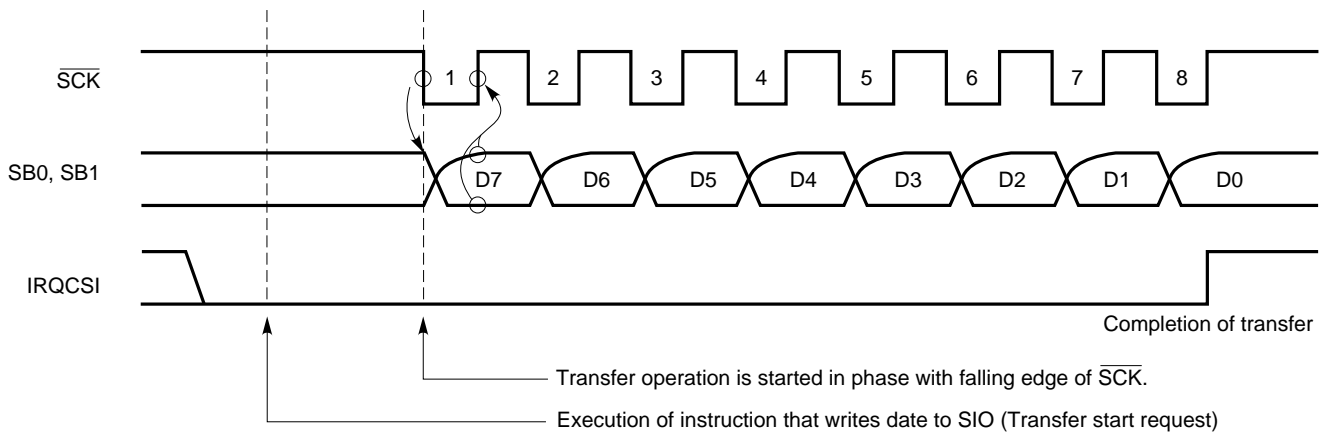 SCK
1 2 3 4 5 6 7 8
SB0, SB1
D7 D6 D5 D4 D3 D2 D1 D0
IRQCSI
Completion of transfer
Transfer operation is started in phase with falling edge of SCK.
Execution of instruction that writes date to SIO (Transfer start request)